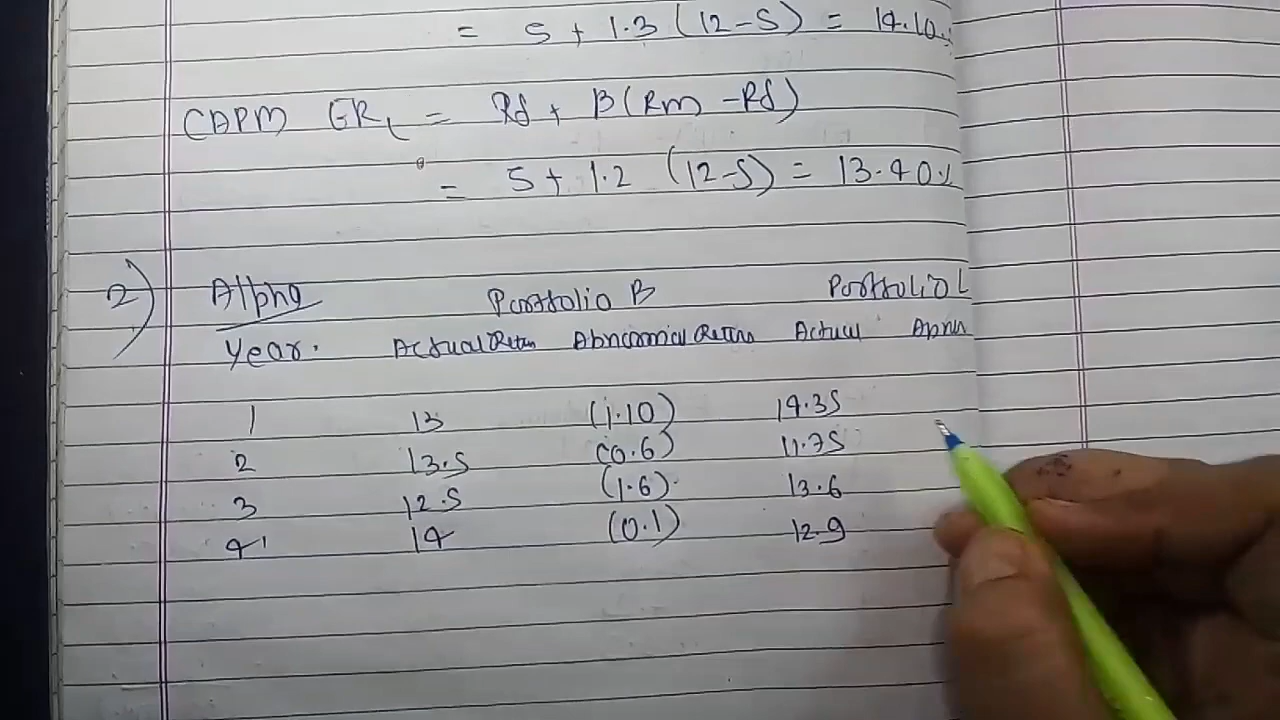 = 5 + 1.3 (12-5) = 14.10%
CAPM ER L = Rf + B (Rm - Rf)
= 5 + 1.2 (12-5) = 13.40%
2) Alpha Portfolio B Portfolio L
Year. Actual Return Abnormal Return Actual
1 13 (1.10) 14.35
2 13.5 (0.6) 11.75
3 12.5 (1.6) 13.6
4 14 (0.1) 12.9